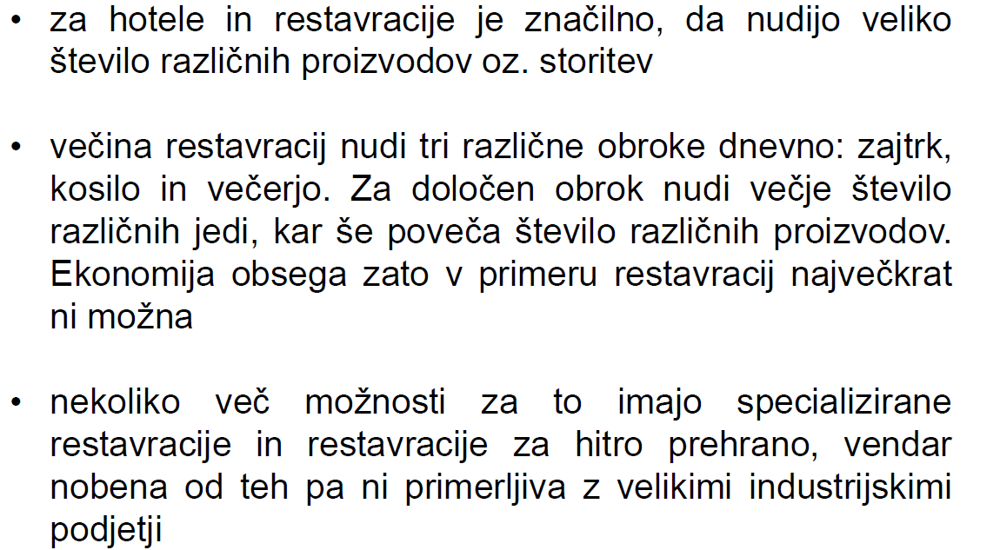 • za hotele in restavracije je značilno, da nudijo veliko
število različnih proizvodov oz. storitev
• večina restavracij nudi tri različne obroke dnevno: zajtrk,
kosilo in večerjo. Za določen obrok nudi večje število
različnih jedi, kar še poveča število različnih proizvodov.
Ekonomija obsega zato v primeru restavracij največkrat
ni možna
• nekoliko več možnosti za to imajo specializirane
restavracije in restavracije za hitro prehrano, vendar
nobena od teh pa ni primerljiva z velikimi industrijskimi
podjetji